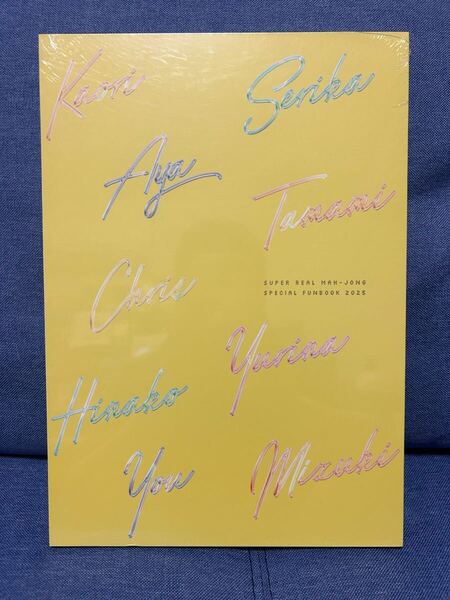 Kaori
Serika
Aya
Tamami
Chris
SUPER REAL MAH-JONG
SPECIAL FUNBOOK 2025
Yurina
Hinako
You
Mizuki